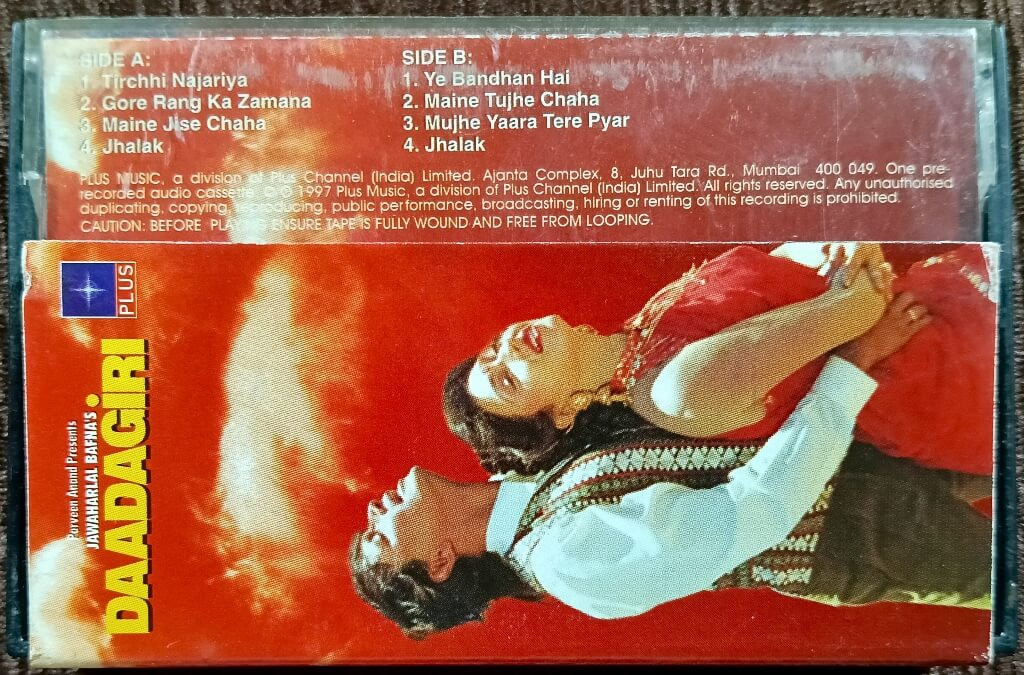 SIDE A:
1. Tirchhi Najariya
2. Gore Rang Ka Zamana
3. Maine Jise Chaha
4. Jhalak
SIDE B:
1. Ye Bandhan Hai
2. Maine Tujhe Chaha
3. Mujhe Yaara Tere Pyar
4. Jhalak
PLUS MUSIC, a division of Plus Channel (India) Limited. Ajanta Complex, 8, Juhu Tara Rd., Mumbai 400 049. One pre-
recorded audio cassette. ℗ © 1997 Plus Music, a division of Plus Channel (India) Limited. All rights reserved. Any unauthorised
duplicating, copying, reproducing, public performance, broadcasting, hiring or renting of this recording is prohibited.
CAUTION: BEFORE PLAYING ENSURE TAPE IS FULLY WOUND AND FREE FROM LOOPING.
PLUS
Parveen Anand Presents
JAWAHARLAL BAFNA'S
DAADAGiRI